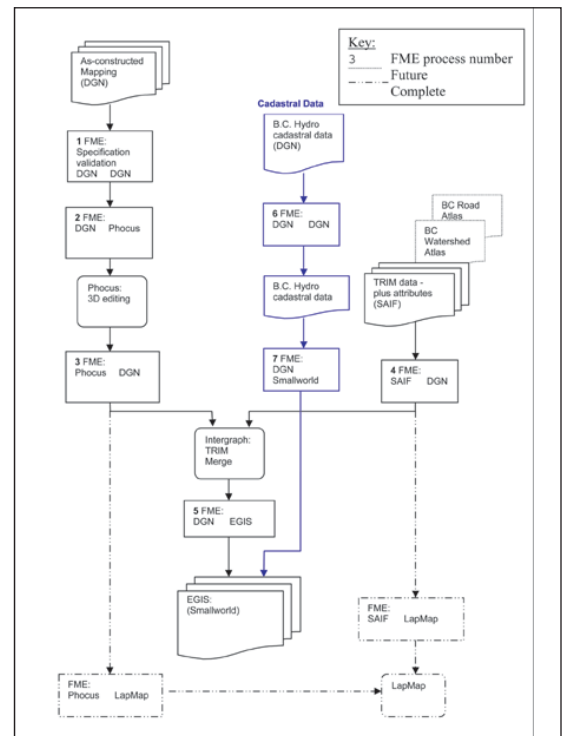 Key:
3 FME process number
Future
Complete
As-constructed
Mapping
(DGN)
1 FME:
Specification
validation
DGN DGN
2 FME:
DGN Phocus
Phocus:
3D editing
3 FME:
Phocus DGN
Cadastral Data
B.C. Hydro
cadastral data
(DGN)
6 FME:
DGN DGN
B.C. Hydro
cadastral data
7 FME:
DGN
Smallworld
BC Road
Atlas
BC
Watershed
Atlas
TRIM data -
plus attributes
(SAIF)
4 FME:
SAIF DGN
Intergraph:
TRIM
Merge
5 FME:
DGN EGIS
EGIS:
(Smallworld)
FME:
SAIF LapMap
FME:
Phocus LapMap
LapMap